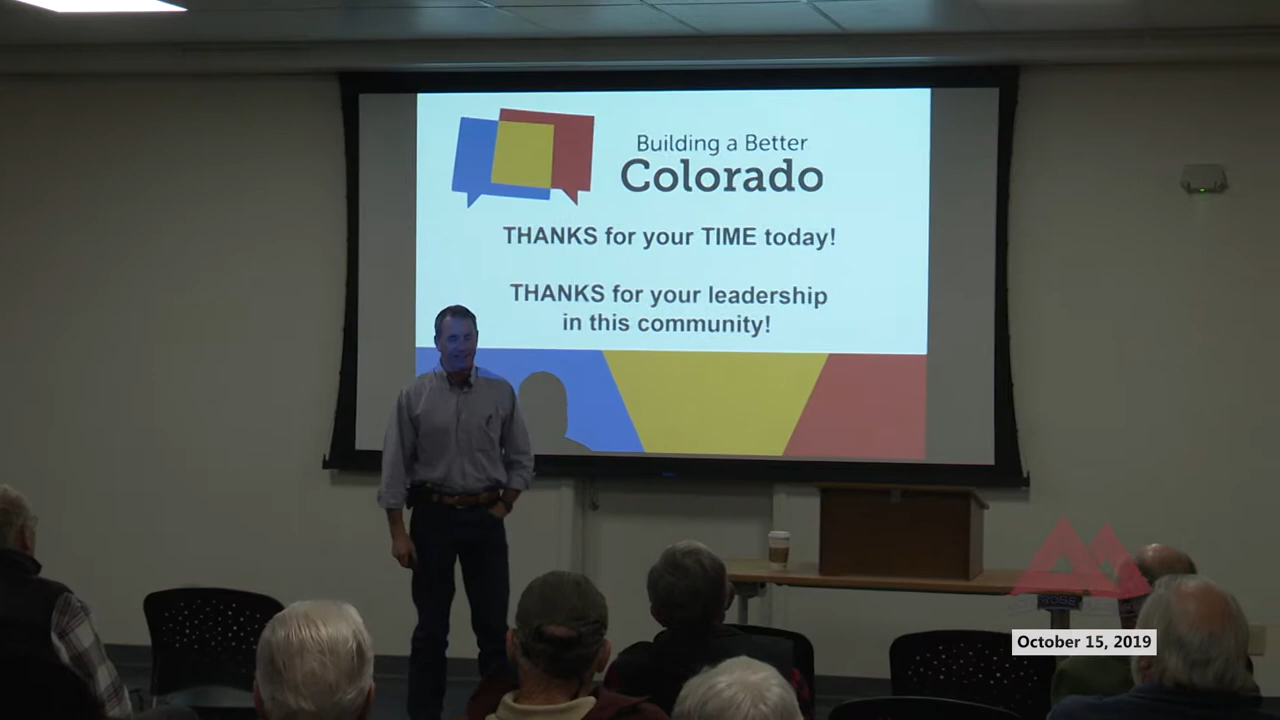 Building a Better
Colorado
THANKS for your TIME today!
THANKS for your leadership
in this community!
October 15, 2019